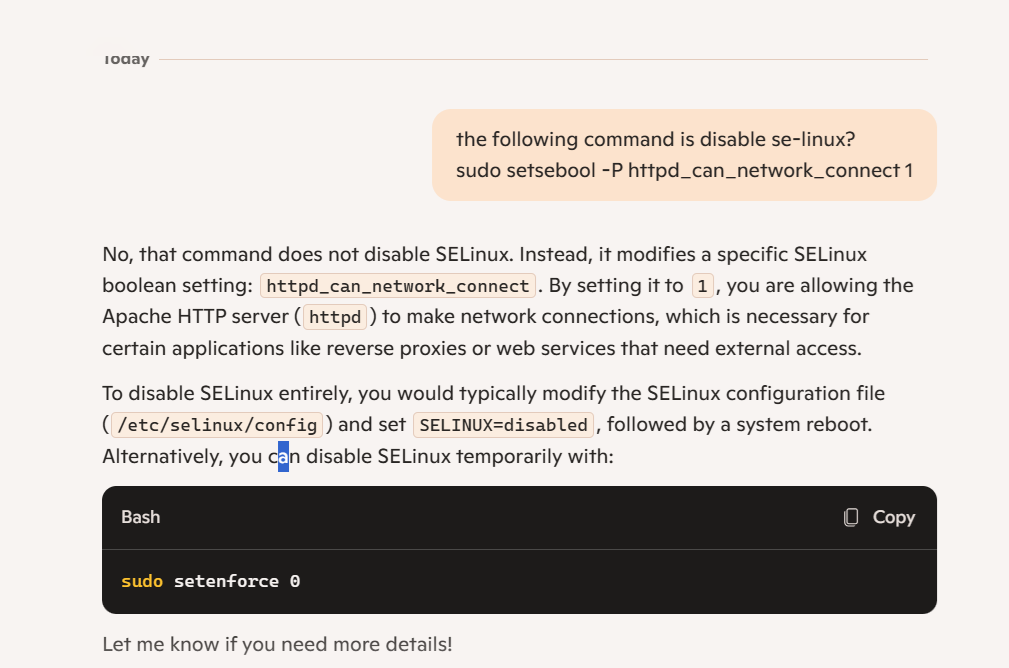 Today
the following command is disable se-linux?
sudo setsebool -P httpd_can_network_connect 1
No, that command does not disable SELinux. Instead, it modifies a specific SELinux
boolean setting: httpd_can_network_connect. By setting it to 1, you are allowing the
Apache HTTP server (httpd) to make network connections, which is necessary for
certain applications like reverse proxies or web services that need external access.
To disable SELinux entirely, you would typically modify the SELinux configuration file
(/etc/selinux/config) and set SELINUX=disabled, followed by a system reboot.
Alternatively, you can disable SELinux temporarily with:
Bash
Copy
sudo setenforce 0
Let me know if you need more details!